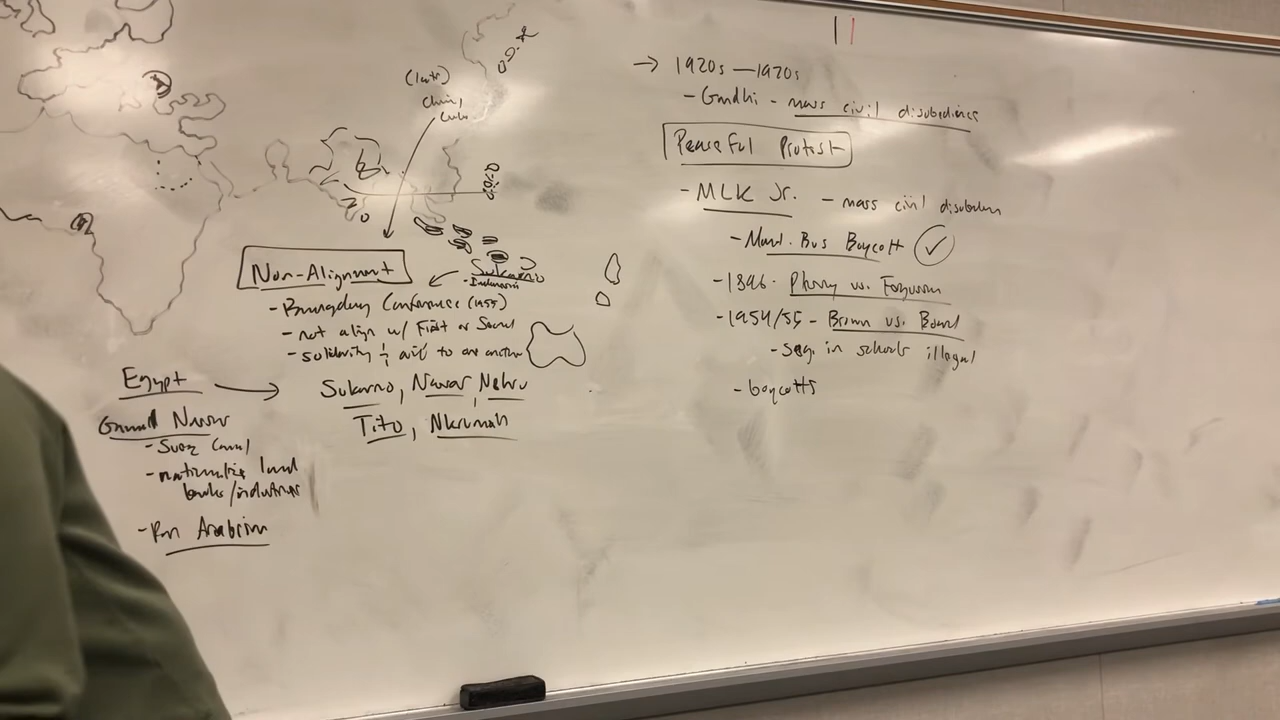 (late)
China,
Cuba
Non-Alignment
Sukarno
- Indonesia
- Bandung Conference (1955)
- not align w/ First or Second
- solidarity & aid to one another
Sukarno, Nasser, Nehru
Tito, Nkrumah
Egypt →
Gamal Nasser
- Suez Canal
- nationalize land
banks/industries
- Pan Arabism
→ 1920s — 1920s
- Gandhi - mass civil disobedience
Peaceful Protest
- MLK Jr. - mass civil disobedien
- Mont. Bus Boycott ✓
- 1896 - Plessy vs. Ferguson
- 1954/55 - Brown vs. Board
- seg. in schools illegal
- boycotts